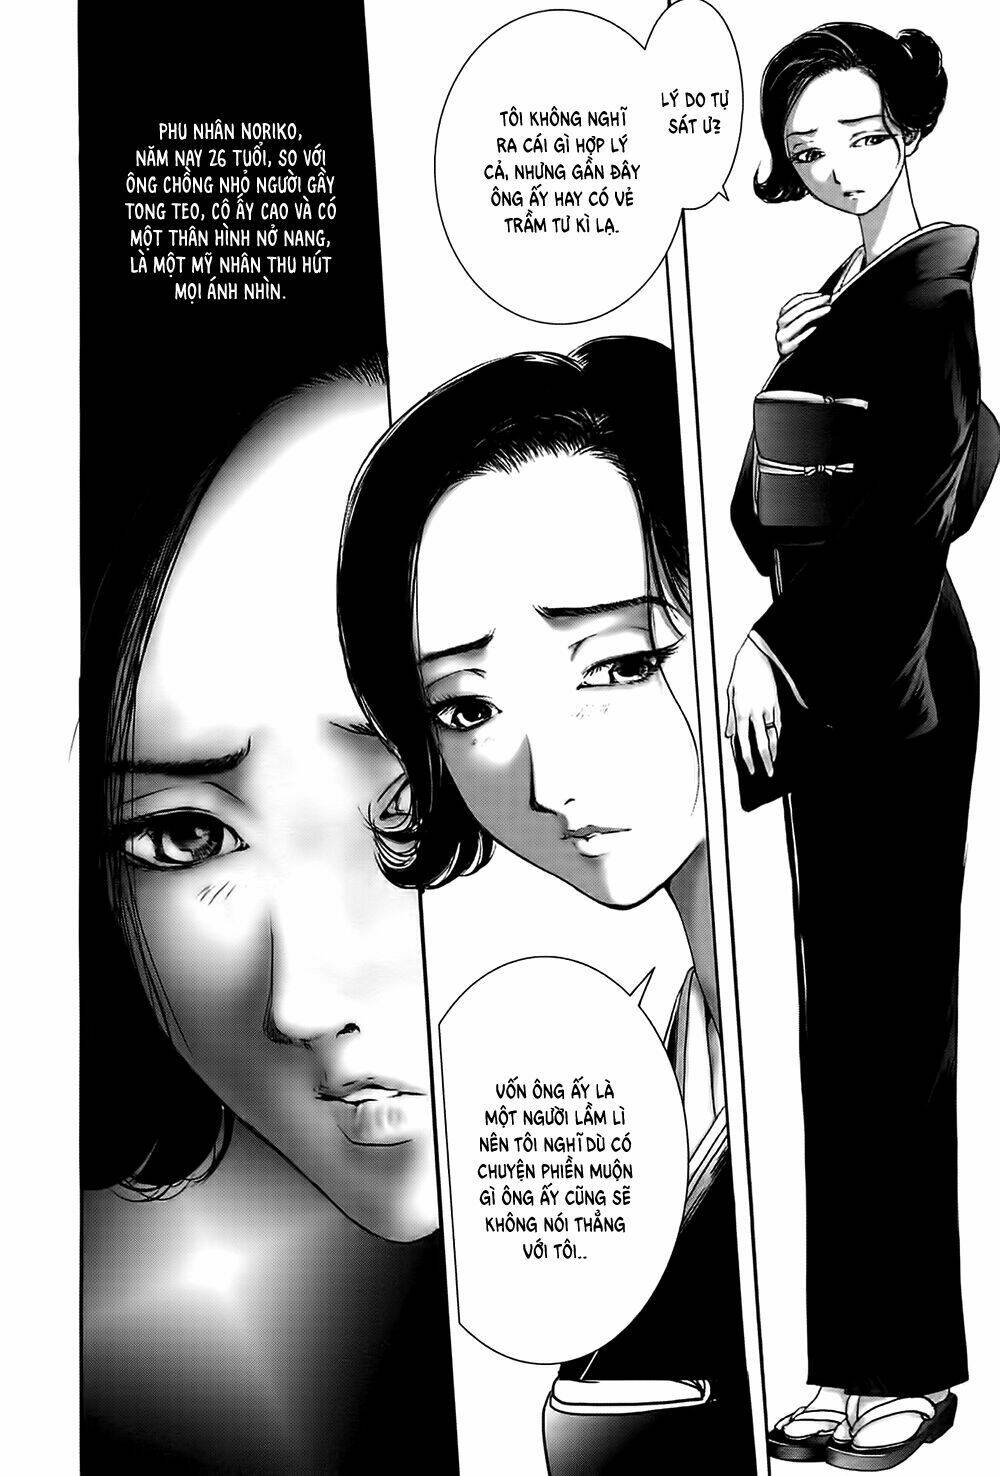 LÝ DO TỰ
SÁT Ư?
TÔI KHÔNG NGHĨ
RA CÁI GÌ HỢP LÝ
CẢ, NHƯNG GẦN ĐÂY
ÔNG ẤY HAY CÓ VẺ
TRẦM TƯ KÌ LẠ.
VỐN ÔNG ẤY LÀ
MỘT NGƯỜI LẦM LÌ
NÊN TÔI NGHĨ DÙ CÓ
CHUYỆN PHIỀN MUỘN
GÌ ÔNG ẤY CŨNG SẼ
KHÔNG NÓI THẲNG
VỚI TÔI..
PHU NHÂN NORIKO,
NĂM NAY 26 TUỔI, SO VỚI
ÔNG CHỒNG NHỎ NGƯỜI GẦY
TONG TEO, CÔ ẤY CAO VÀ CÓ
MỘT THÂN HÌNH NỞ NANG,
LÀ MỘT MỸ NHÂN THU HÚT
MỌI ÁNH NHÌN.